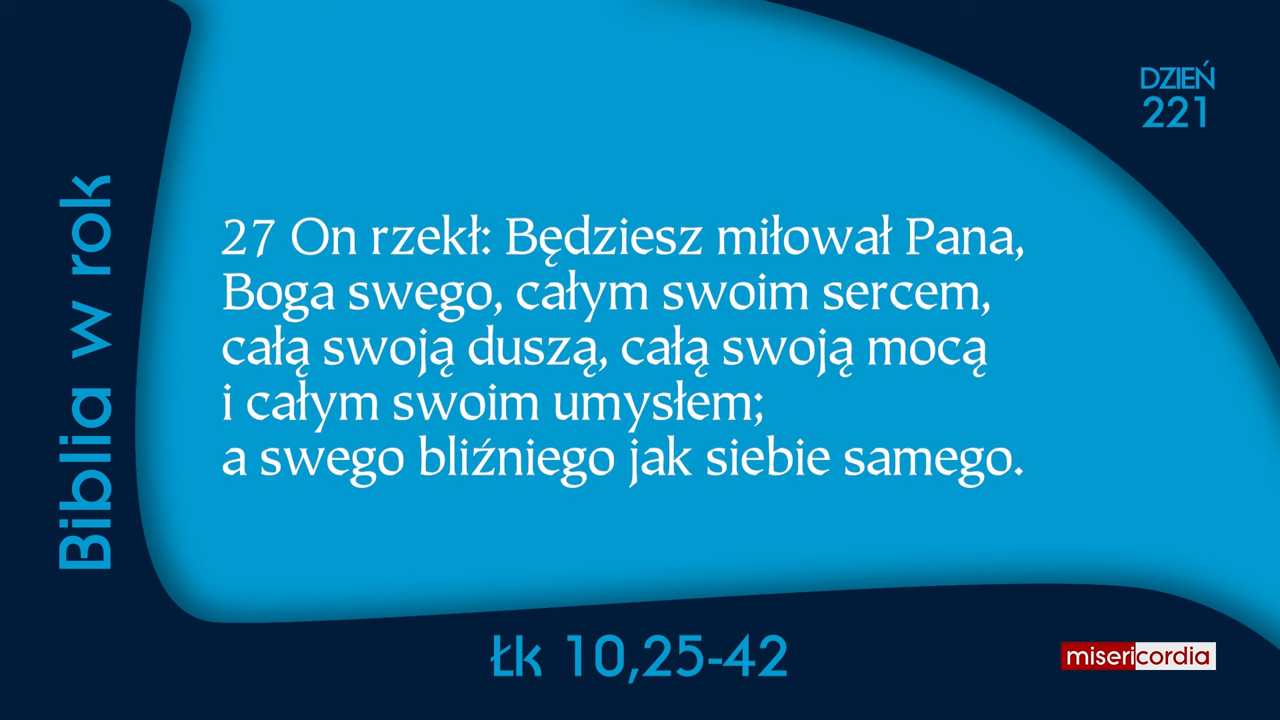 DZIEŃ
221
Biblia w rok
27 On rzekł: Będziesz miłował Pana,
Boga swego, całym swoim sercem,
całą swoją duszą, całą swoją mocą
i całym swoim umysłem;
a swego bliźniego jak siebie samego.
Łk 10,25-42
misericordia